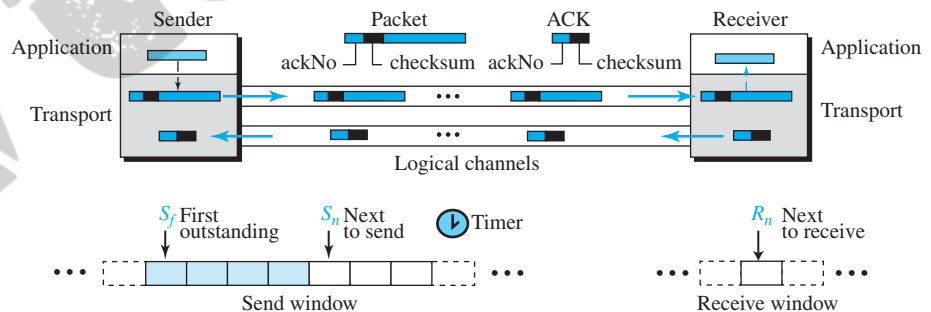 Sender
Packet
ACK
Receiver
Application
ackNo
checksum
ackNo
checksum
Application
Transport
Transport
Logical channels
Sf First
outstanding
Sn Next
to send
Timer
Rn Next
to receive
Send window
Receive window